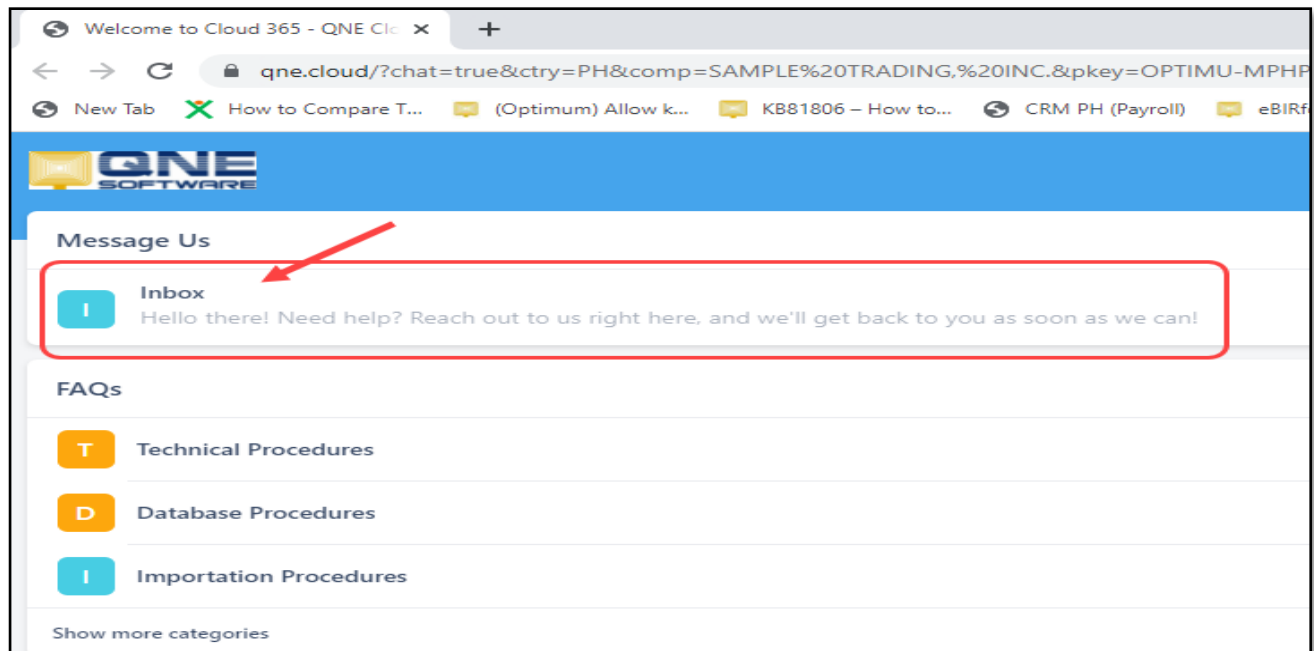 Welcome to Cloud 365 - QNE Clo
qne.cloud/?chat=true&ctry=PH&comp=SAMPLE%20TRADING,%20INC.&pkey=OPTIMU-MPHP
New Tab How to Compare T... (Optimum) Allow k... KB81806 – How to... CRM PH (Payroll) eBIRf
QNE
SOFTWARE
Message Us
I
Inbox
Hello there! Need help? Reach out to us right here, and we'll get back to you as soon as we can!
FAQs
T Technical Procedures
D Database Procedures
I Importation Procedures
Show more categories